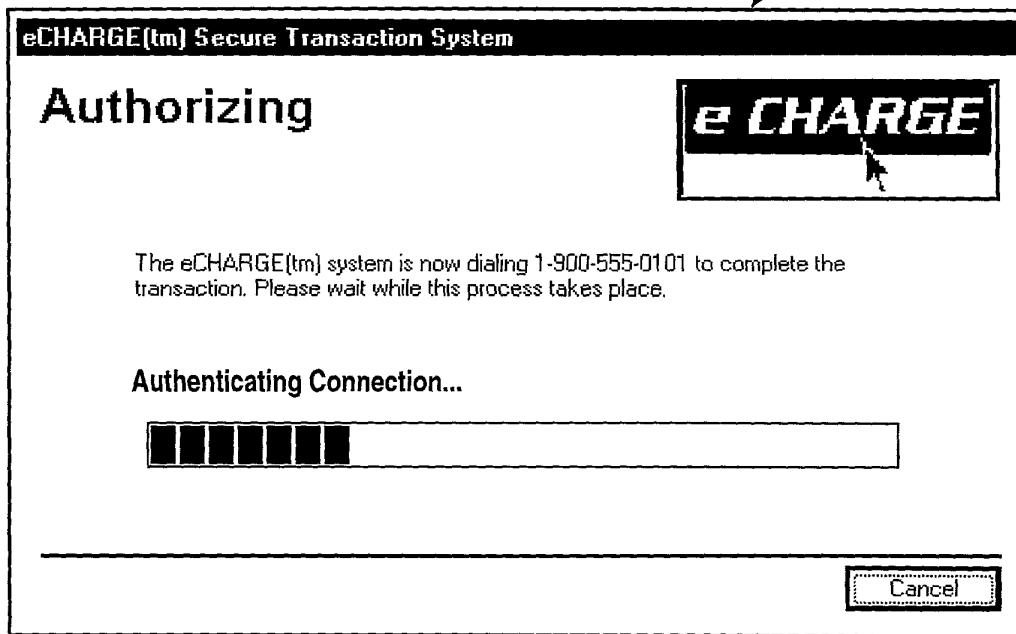 eCHARGE(tm) Secure Transaction System
Authorizing
e CHARGE
The eCHARGE(tm) system is now dialing 1-900-555-0101 to complete the
transaction. Please wait while this process takes place.
Authenticating Connection...
Cancel